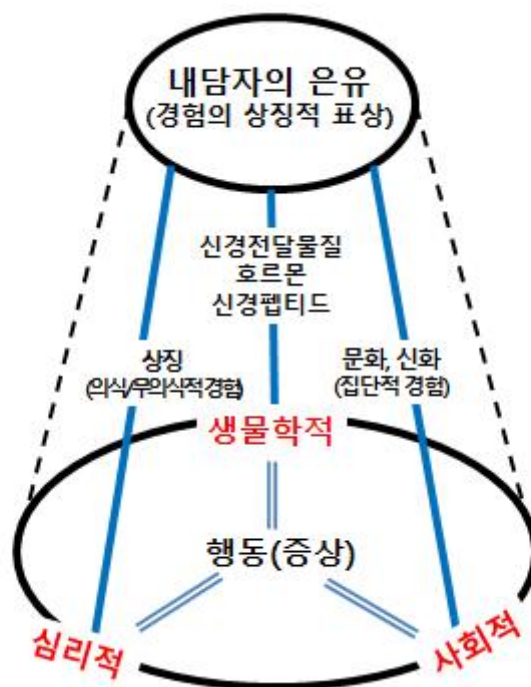 내담자의 은유
(경험의 상징적 표상)
신경전달물질
호르몬
신경펩티드
상징
(의식/무의식적 경험)
문화, 신화
(집단적 경험)
생물학적
행동(증상)
심리적
사회적